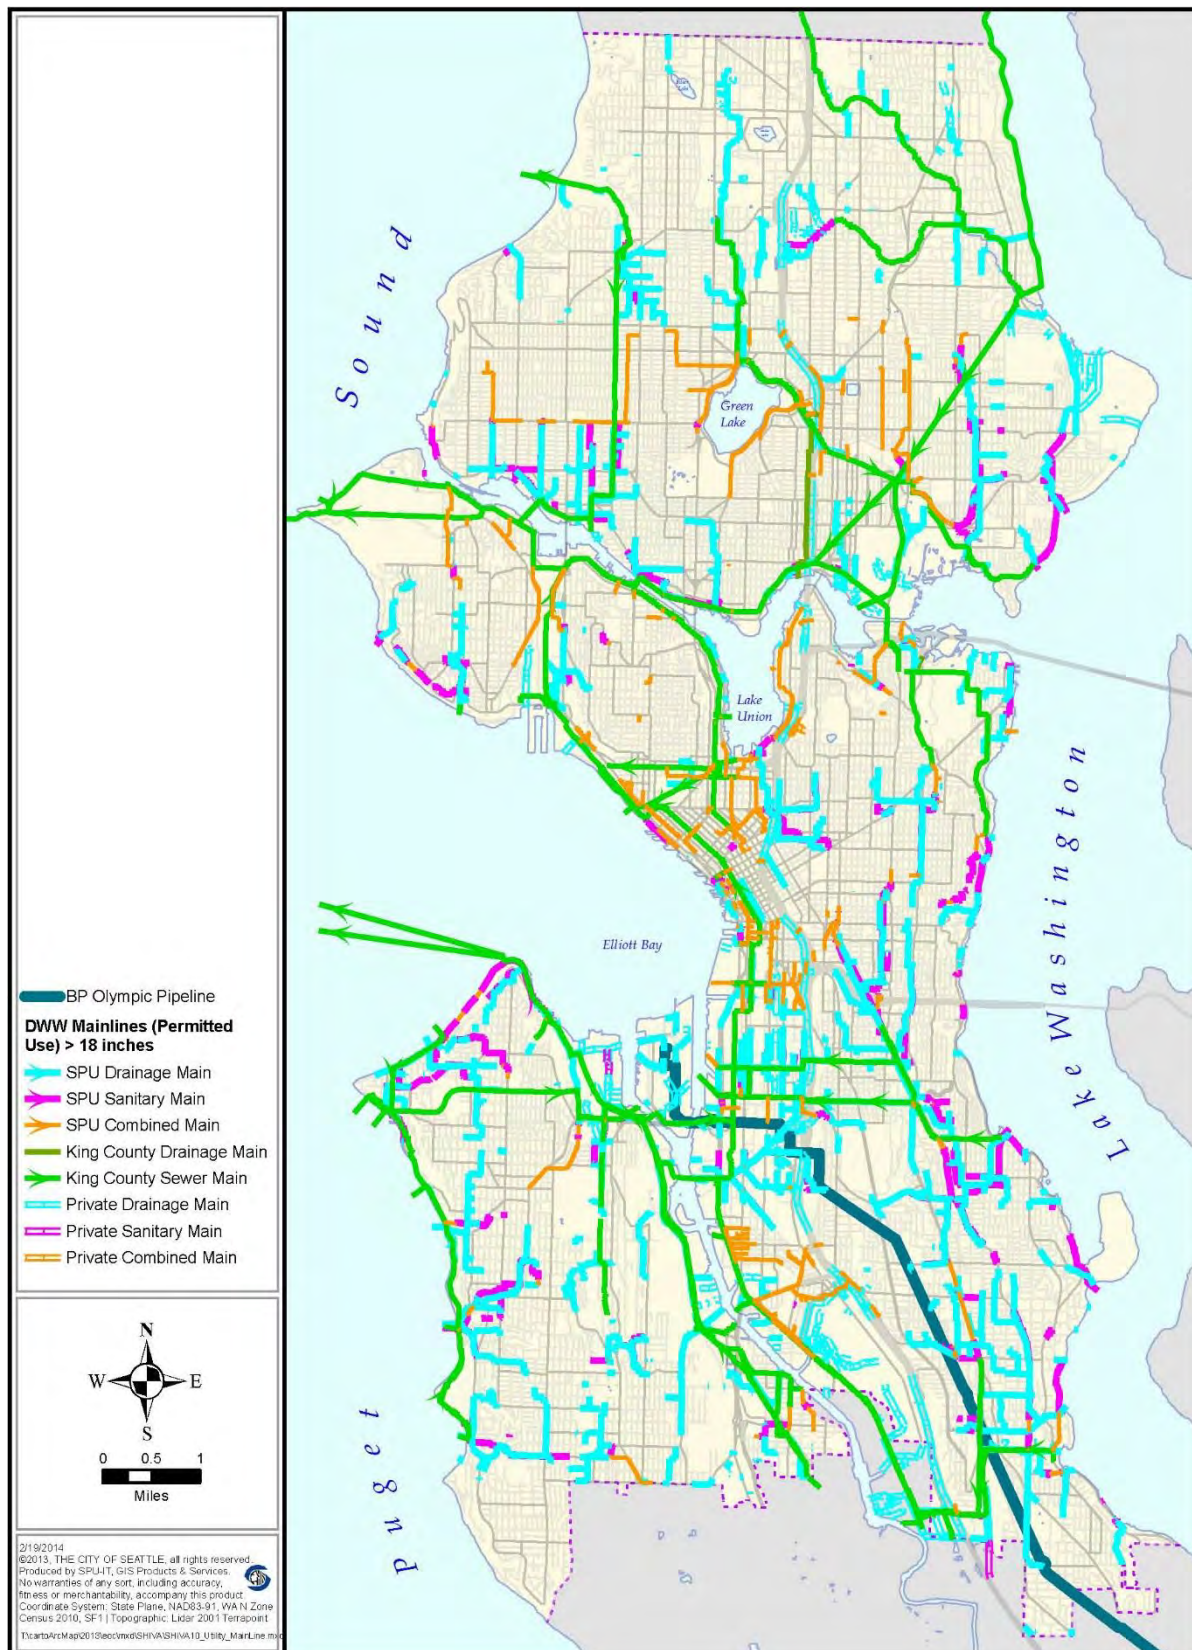 BP Olympic Pipeline
DWW Mainlines (Permitted
Use) > 18 inches
SPU Drainage Main
SPU Sanitary Main
SPU Combined Main
King County Drainage Main
King County Sewer Main
Private Drainage Main
Private Sanitary Main
Private Combined Main
N
W E
S
0 0.5 1
Miles
2/19/2014
©2013, THE CITY OF SEATTLE, all rights reserved.
Produced by SPU-IT, GIS Products & Services.
No warranties of any sort, including accuracy,
fitness or merchantability, accompany this product.
Coordinate System: State Plane, NAD83-91, WA N Zone
Census 2010, SF1 | Topographic: Lidar 2001 Terrapoint
Sound
Green
Lake
Lake
Union
Elliott Bay
Lake Washington
Puget